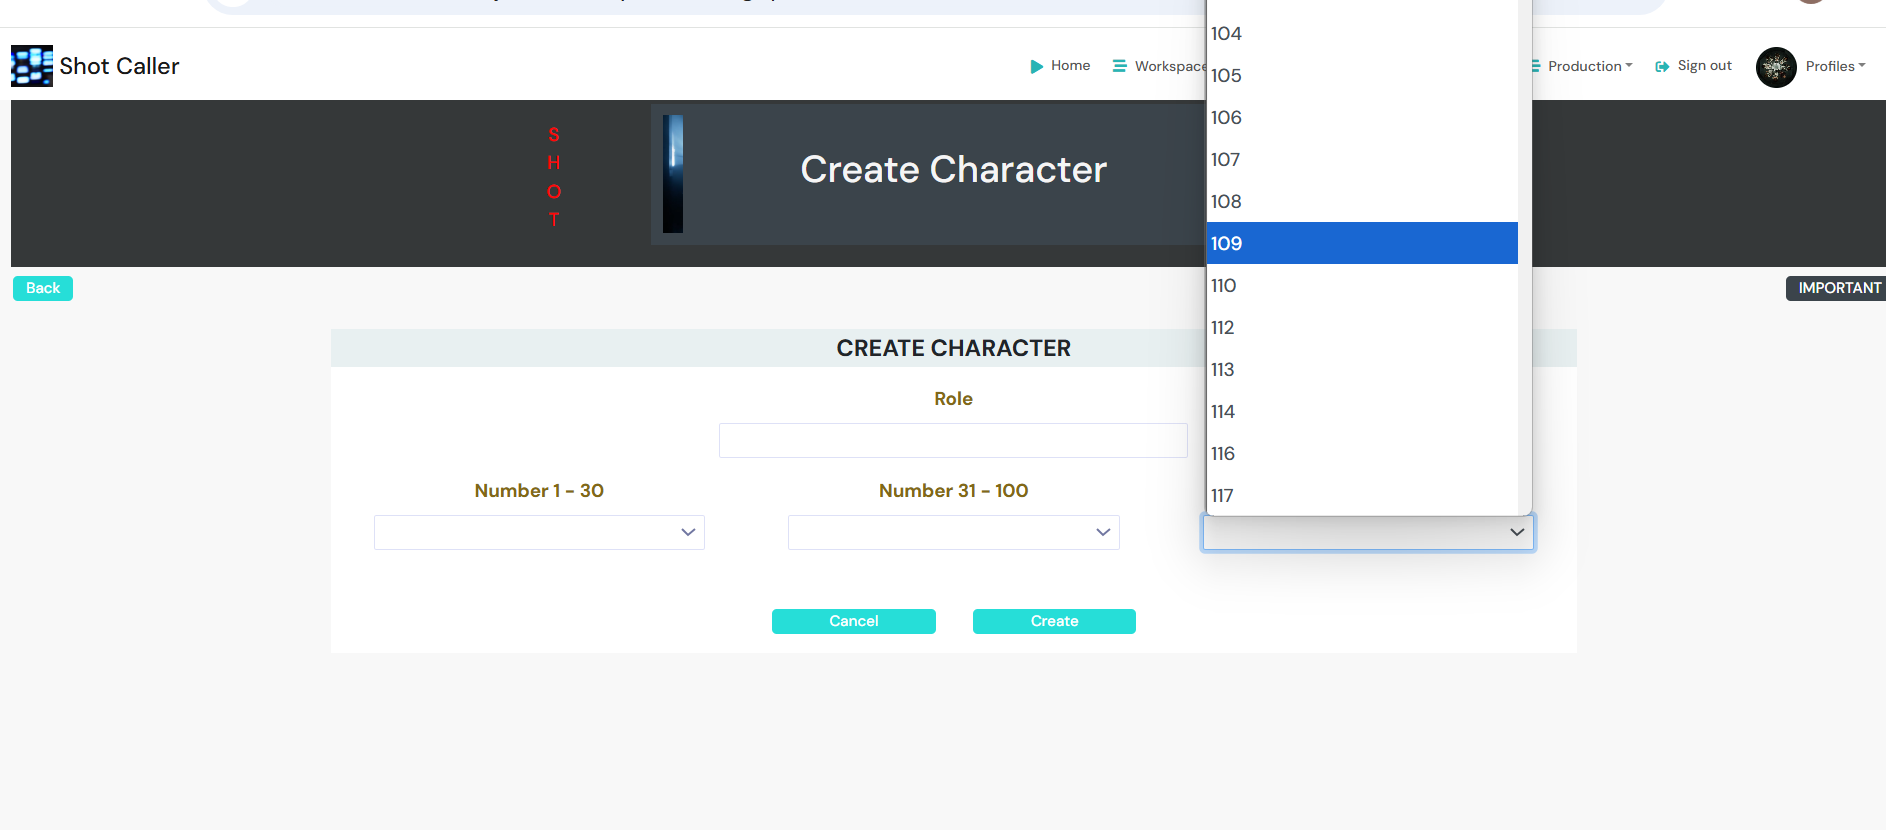 Shot Caller
Home
Workspace
Production
Sign out
Profiles
S
H
O
T
Create Character
Back
IMPORTANT
CREATE CHARACTER
Role
Number 1 - 30
Number 31 - 100
104
105
106
107
108
109
110
112
113
114
116
117
Cancel
Create